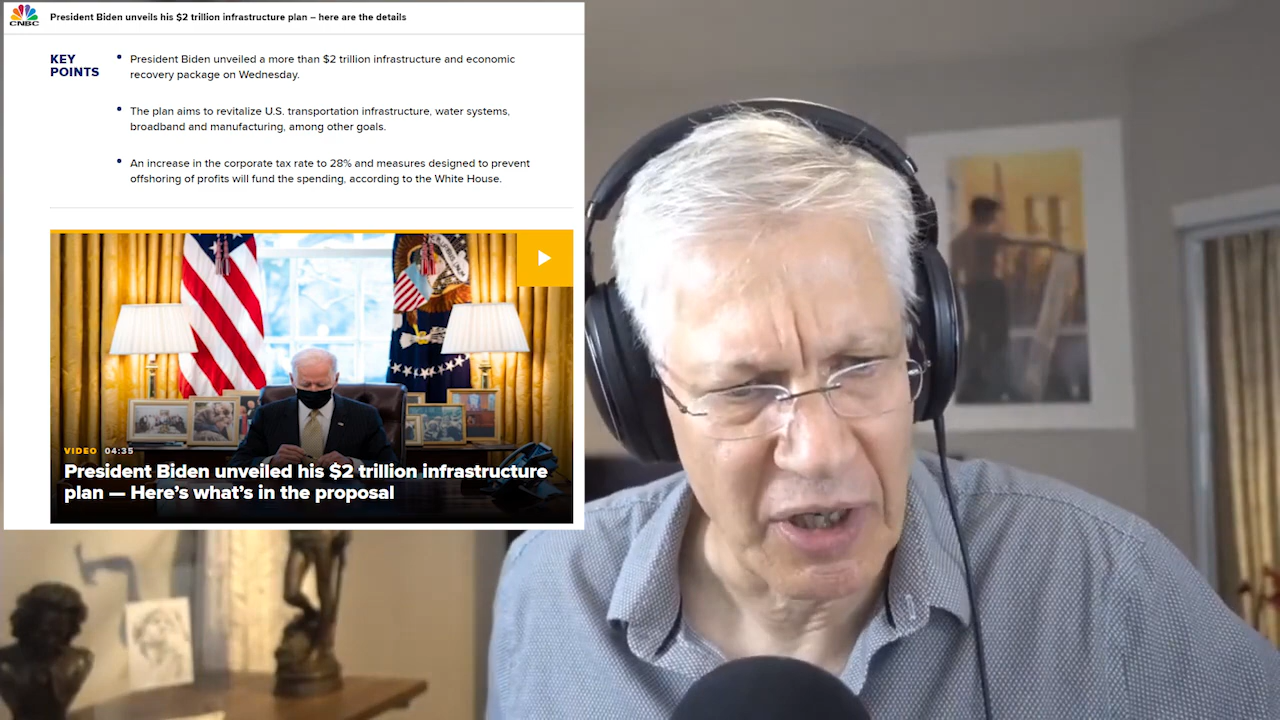 CNBC
President Biden unveils his $2 trillion infrastructure plan – here are the details
KEY
POINTS
President Biden unveiled a more than $2 trillion infrastructure and economic
recovery package on Wednesday.
The plan aims to revitalize U.S. transportation infrastructure, water systems,
broadband and manufacturing, among other goals.
An increase in the corporate tax rate to 28% and measures designed to prevent
offshoring of profits will fund the spending, according to the White House.
VIDEO 04:35
President Biden unveiled his $2 trillion infrastructure
plan — Here's what's in the proposal